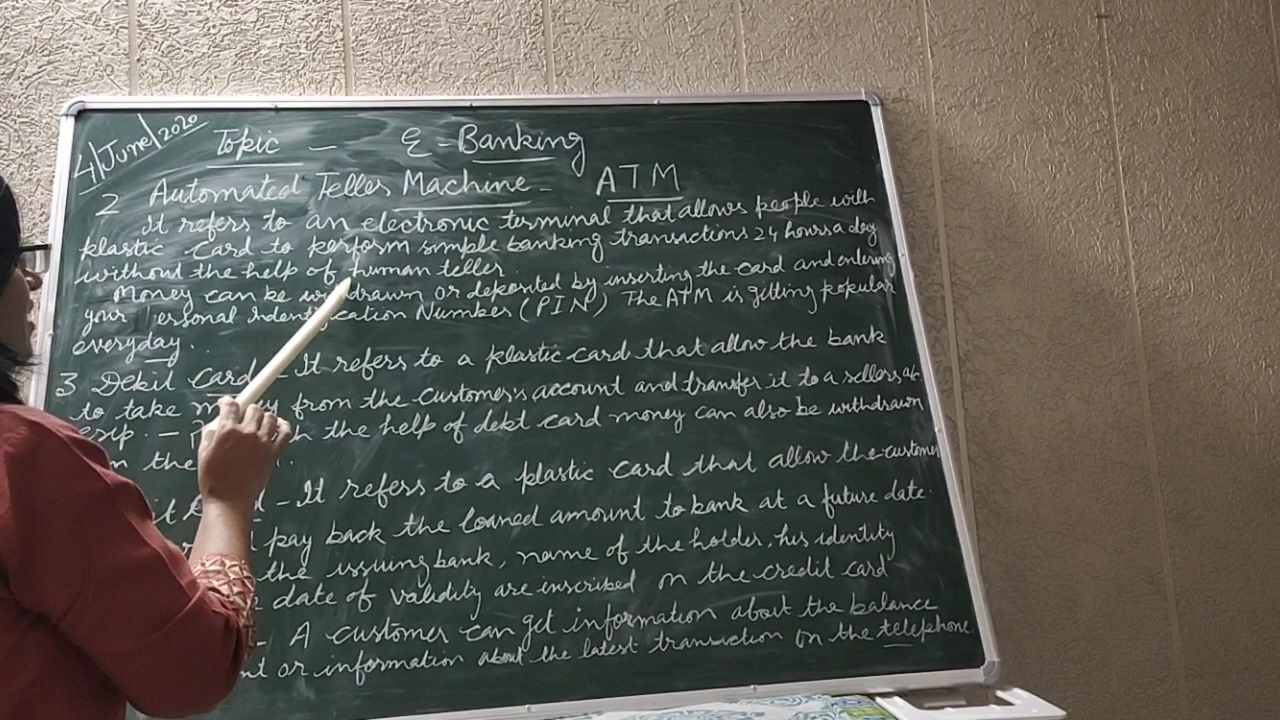 4/June/2020
Topic - E-Banking
2 Automated Teller Machine - ATM
It refers to an electronic terminal that allows people with
plastic card to perform simple banking transactions 24 hours a day
without the help of human teller.
Money can be withdrawn or deposited by inserting the card and entering
your Personal Identification Number (PIN) The ATM is getting popular
everyday.
3 Debit Card - It refers to a plastic card that allow the bank
to take money from the customer's account and transfer it to a sellers a/c
the help of debt card money can also be withdrawn
the
- It refers to a plastic card that allow the customer
pay back the loaned amount to bank at a future date.
the issuing bank, name of the holder, his identity
date of validity are inscribed on the credit card
- A customer can get information about the balance
or information about the latest transaction on the telephone.